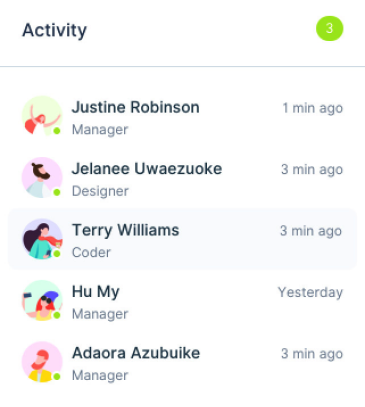 Activity 3
Justine Robinson 1 min ago
Manager
Jelanee Uwaezuoke 3 min ago
Designer
Terry Williams 3 min ago
Coder
Hu My Yesterday
Manager
Adaora Azubuike 3 min ago
Manager